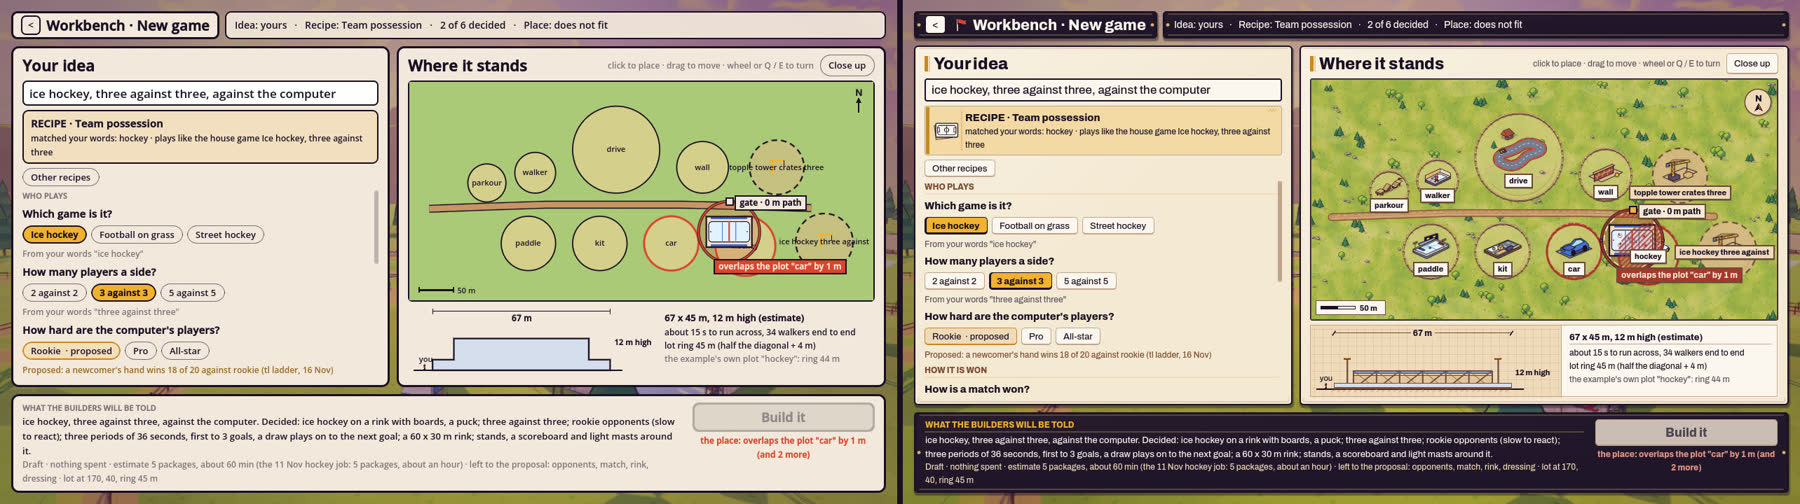 < Workbench · New game
Idea: yours · Recipe: Team possession · 2 of 6 decided · Place: does not fit
Your idea
ice hockey, three against three, against the computer
RECIPE · Team possession
matched your words: hockey · plays like the house game Ice hockey, three against
three
Other recipes
WHO PLAYS
Which game is it?
Ice hockey Football on grass Street hockey
From your words "ice hockey"
How many players a side?
2 against 2 3 against 3 5 against 5
From your words "three against three"
How hard are the computer's players?
Rookie · proposed Pro All-star
Proposed: a newcomer's hand wins 18 of 20 against rookie (tl ladder, 16 Nov)
Where it stands
click to place · drag to move · wheel or Q / E to turn
Close up
N
drive
wall
topple tower crates three
walker
parkour
gate · 0 m path
paddle
kit
car
ice hockey three against
overlaps the plot "car" by 1 m
50 m
67 m
12 m high
you
67 x 45 m, 12 m high (estimate)
about 15 s to run across, 34 walkers end to end
lot ring 45 m (half the diagonal + 4 m)
the example's own plot "hockey": ring 44 m
WHAT THE BUILDERS WILL BE TOLD
ice hockey, three against three, against the computer. Decided: ice hockey on a rink with boards, a puck; three against three; rookie opponents (slow
to react); three periods of 36 seconds, first to 3 goals, a draw plays on to the next goal; a 60 x 30 m rink; stands, a scoreboard and light masts around
it.
Draft · nothing spent · estimate 5 packages, about 60 min (the 11 Nov hockey job: 5 packages, about an hour) · left to the proposal: opponents, match, rink,
dressing · lot at 170, 40, ring 45 m
Build it
the place: overlaps the plot "car" by 1 m
(and 2 more)
< Workbench · New game
Idea: yours · Recipe: Team possession · 2 of 6 decided · Place: does not fit
Your idea
ice hockey, three against three, against the computer
RECIPE · Team possession
matched your words: hockey · plays like the house game Ice hockey, three against
three
Other recipes
WHO PLAYS
Which game is it?
Ice hockey Football on grass Street hockey
From your words "ice hockey"
How many players a side?
2 against 2 3 against 3 5 against 5
From your words "three against three"
How hard are the computer's players?
Rookie · proposed Pro All-star
Proposed: a newcomer's hand wins 18 of 20 against rookie (tl ladder, 16 Nov)
HOW IT IS WON
How is a match won?
Where it stands
click to place · drag to move · wheel or Q / E to turn
Close up
N
drive
wall
topple tower crates three
walker
parkour
gate · 0 m path
paddle
kit
car
hockey
ice hockey three against
overlaps the plot "car" by 1 m
50 m
67 m
12 m high
you
67 x 45 m, 12 m high (estimate)
about 15 s to run across, 34 walkers end to end
lot ring 45 m (half the diagonal + 4 m)
the example's own plot "hockey": ring 44 m
WHAT THE BUILDERS WILL BE TOLD
ice hockey, three against three, against the computer. Decided: ice hockey on a rink with boards, a puck; three against three; rookie opponents (slow to react);
three periods of 36 seconds, first to 3 goals, a draw plays on to the next goal; a 60 x 30 m rink; stands, a scoreboard and light masts around it.
Draft · nothing spent · estimate 5 packages, about 60 min (the 11 Nov hockey job: 5 packages, about an hour) · left to the proposal: opponents, match, rink, dressing · lot at 170,
40, ring 45 m
Build it
the place: overlaps the plot "car" by 1 m (and
2 more)